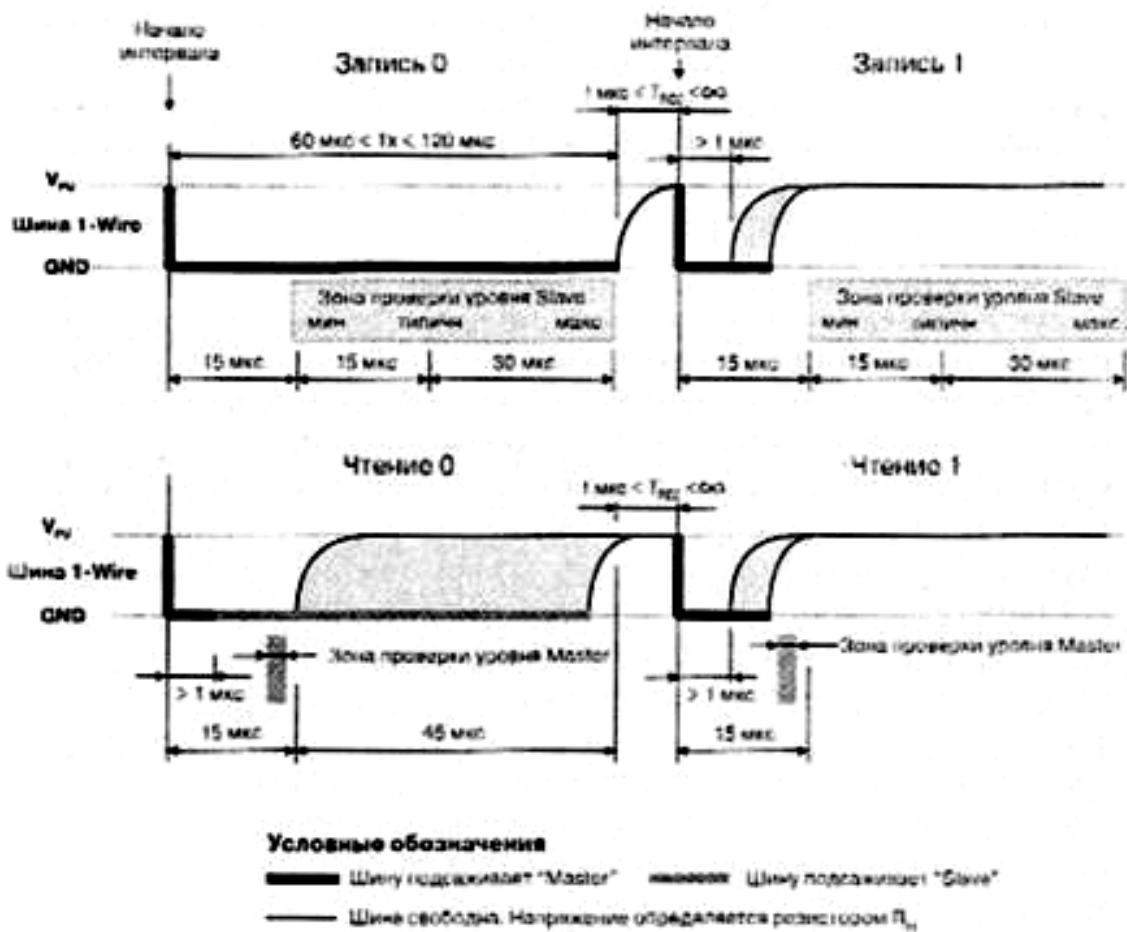 Начало
интервала
Начало
интервала
Запись 0
Запись 1
1 мкс < T_REC < ∞
60 мкс < Tx < 120 мкс
> 1 мкс
V_PU
Шина 1-Wire
GND
Зона проверки уровня Slave
мин типичн макс
Зона проверки уровня Slave
мин типичн макс
15 мкс 15 мкс 30 мкс
15 мкс 15 мкс 30 мкс
Чтение 0
Чтение 1
1 мкс < T_REC < ∞
V_PU
Шина 1-Wire
GND
Зона проверки уровня Master
Зона проверки уровня Master
> 1 мкс
> 1 мкс
15 мкс 45 мкс
15 мкс
Условные обозначения
Шину подсаживает "Master"
Шину подсаживает "Slave"
Шина свободна. Напряжение определяется резистором R_H